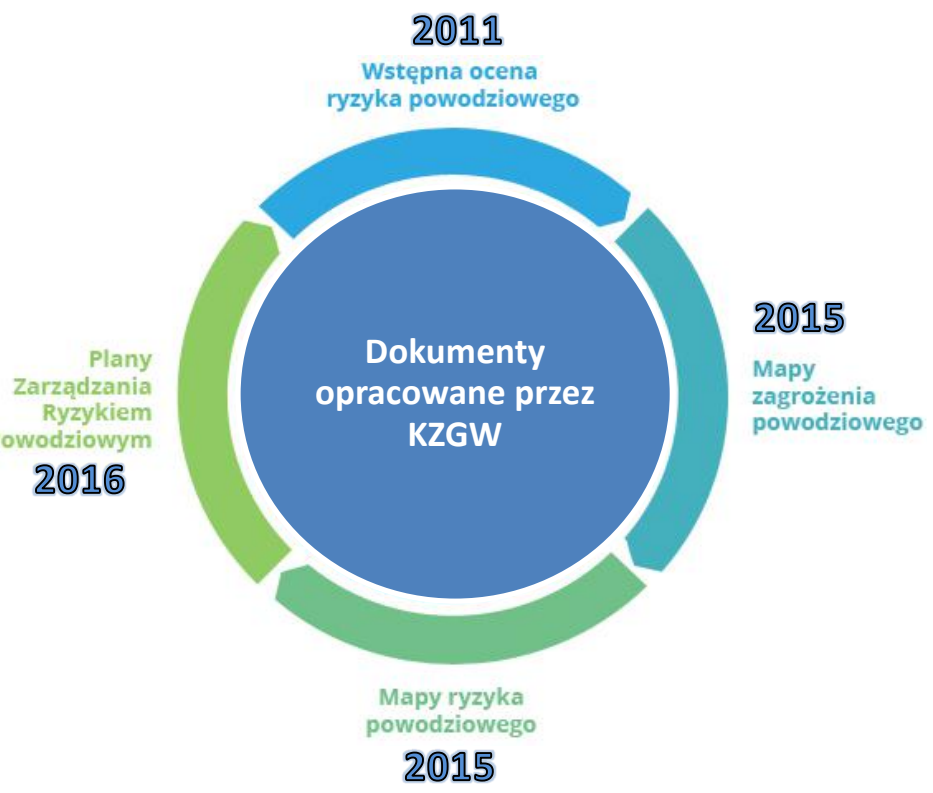 2011
Wstępna ocena
ryzyka powodziowego
2015
Mapy
zagrożenia
powodziowego
Dokumenty
opracowane przez
KZGW
Plany
Zarządzania
Ryzykiem
owodziowym
2016
Mapy ryzyka
powodziowego
2015